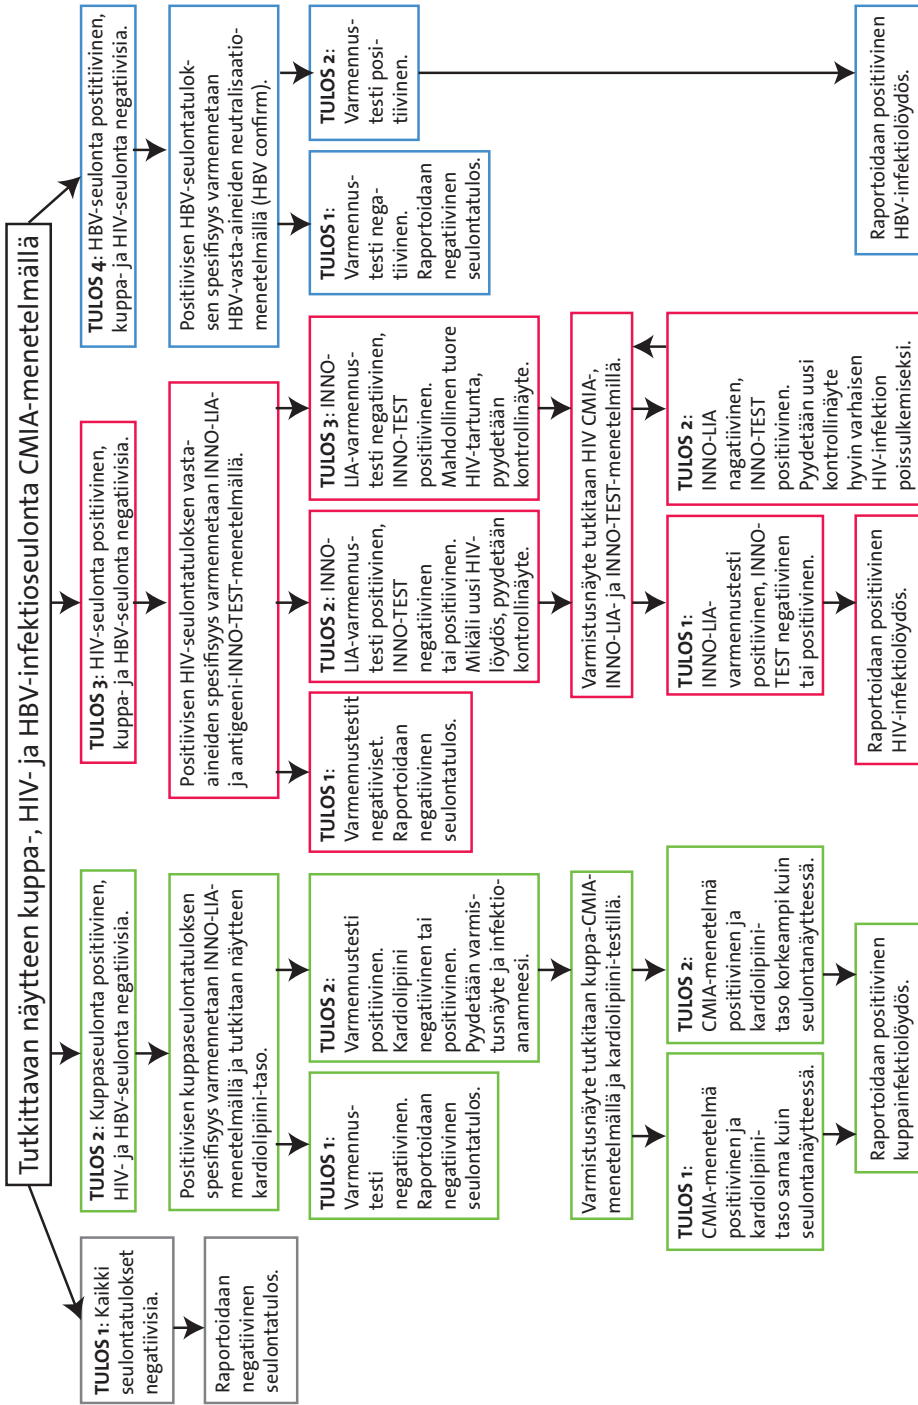 Tutkittavan näytteen kuppa-, HIV- ja HBV-infektioseulonta CMIA-menetelmällä
TULOS 1: Kaikki
seulontatulokset
negatiivisia.
Raportoidaan
negatiivinen
seulontatulos.
TULOS 2: Kuppaseulonta positiivinen,
HIV- ja HBV-seulonta negatiivisia.
Positiivisen kuppaseulontatuloksen
spesifisyys varmennetaan INNO-LIA-
menetelmällä ja tutkitaan näytteen
kardiolipiini-taso.
TULOS 1:
Varmennus-
testi
negatiivinen.
Raportoidaan
negatiivinen
seulontatulos.
TULOS 2:
Varmennustesti
positiivinen.
Kardiolipiini
negatiivinen tai
positiivinen.
Pyydetään varmis-
tusnäyte ja infektio-
anamneesi.
Varmistusnäyte tutkitaan kuppa-CMIA-
menetelmällä ja kardiolipiini-testillä.
TULOS 1:
CMIA-menetelmä
positiivinen ja
kardiolipiini-
taso sama kuin
seulontanäytteessä.
TULOS 2:
CMIA-menetelmä
positiivinen ja
kardiolipiini-
taso korkeampi kuin
seulontanäytteessä.
Raportoidaan positiivinen
kuppainfektiolöydös.
TULOS 3: HIV-seulonta positiivinen,
kuppa- ja HBV-seulonta negatiivisia.
Positiivisen HIV-seulontatuloksen vasta-
aineiden spesifisyys varmennetaan INNO-LIA-
ja antigeeni-INNO-TEST-menetelmällä.
TULOS 1:
Varmennustestit
negatiiviset.
Raportoidaan
negatiivinen
seulontatulos.
TULOS 2: INNO-
LIA-varmennus-
testi positiivinen,
INNO-TEST
negatiivinen
tai positiivinen.
Mikäli uusi HIV-
löydös, pyydetään
kontrollinäyte.
TULOS 3: INNO-
LIA-varmennus-
testi negatiivinen,
INNO-TEST
positiivinen.
Mahdollinen tuore
HIV-tartunta,
pyydetään
kontrollinäyte.
Varmistusnäyte tutkitaan HIV CMIA-,
INNO-LIA- ja INNO-TEST-menetelmillä.
TULOS 1:
INNO-LIA-
varmennustesti
positiivinen, INNO-
TEST negatiivinen
tai positiivinen.
TULOS 2:
INNO-LIA
nagatiivinen,
INNO-TEST
positiivinen.
Pyydetään uusi
kontrollinäyte
hyvin varhaisen
HIV-infektion
poissulkemiseksi.
Raportoidaan positiivinen
HIV-infektiolöydös.
TULOS 4: HBV-seulonta postiivinen,
kuppa- ja HIV-seulonta negatiivisia.
Positiivisen HBV-seulontatulok-
sen spesifisyys varmennetaan
HBV-vasta-aineiden neutralisaatio-
menetelmällä (HBV confirm).
TULOS 1:
Varmennus-
testi nega-
tiivinen.
Raportoidaan
negatiivinen
seulontatulos.
TULOS 2:
Varmennus-
testi posi-
tiivinen.
Raportoidaan positiivinen
HBV-infektiolöydös.